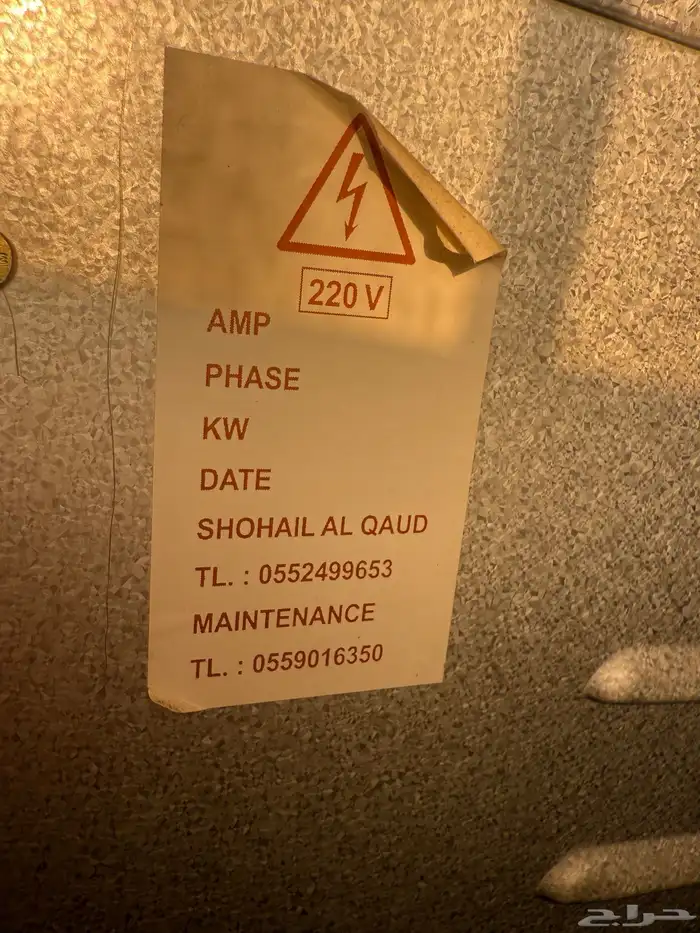 220 V
AMP
PHASE
KW
DATE
SHOHAIL AL QAUD
TL. : 0552499653
MAINTENANCE
TL. : 0559016350
حراج